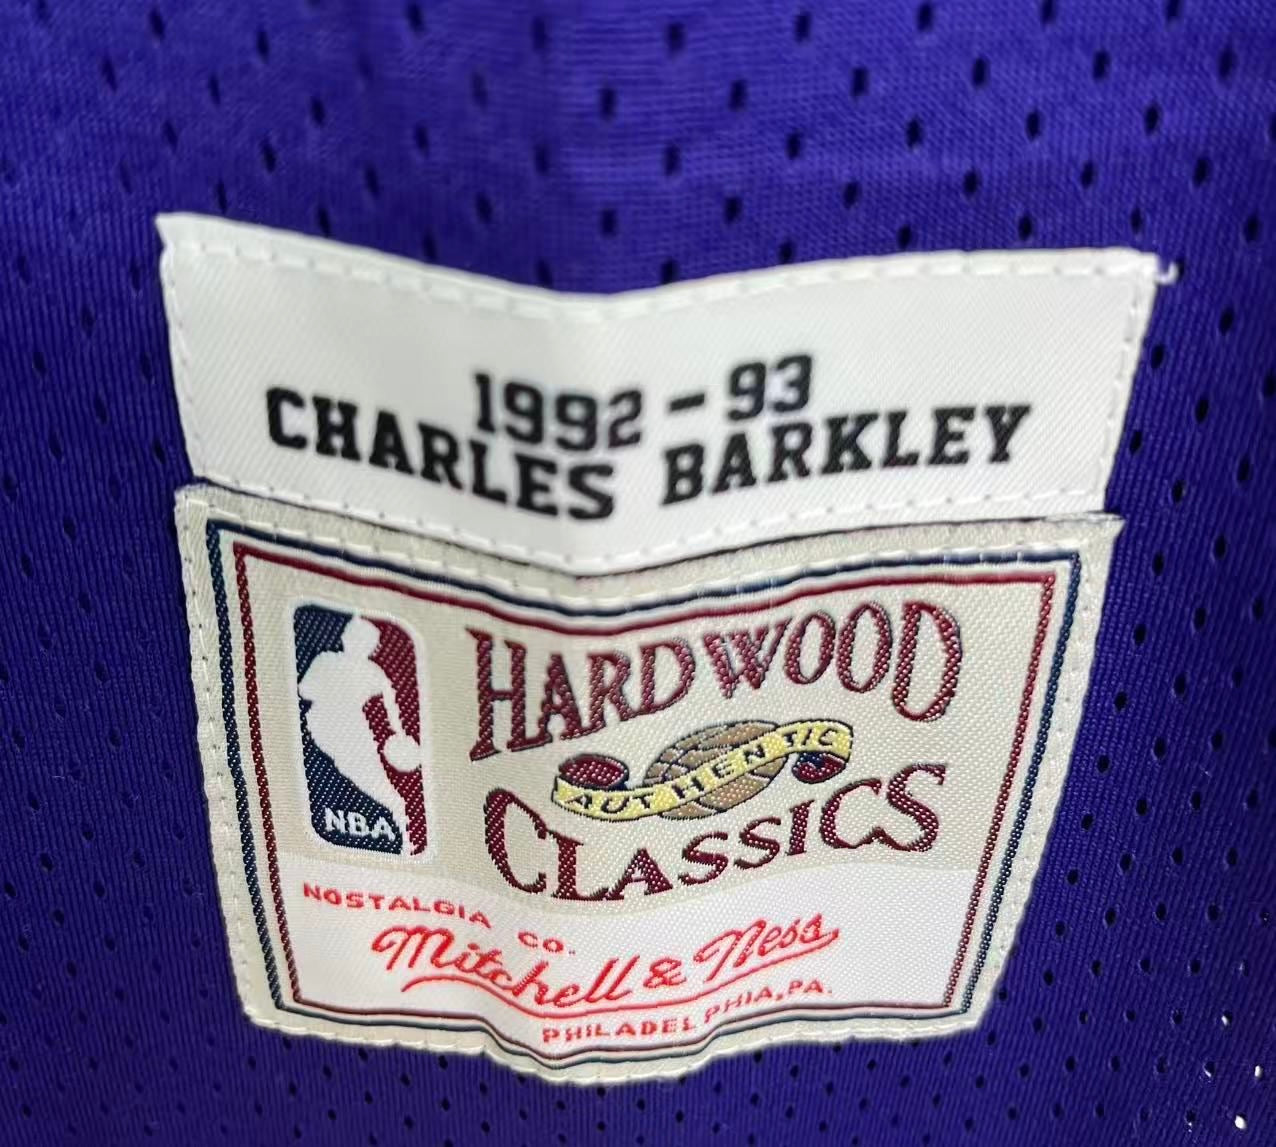 1992-93
CHARLES BARKLEY
NBA
HARDWOOD
AUTHENTIC
CLASSICS
NOSTALGIA CO.
Mitchell & Ness
PHILADELPHIA, PA.